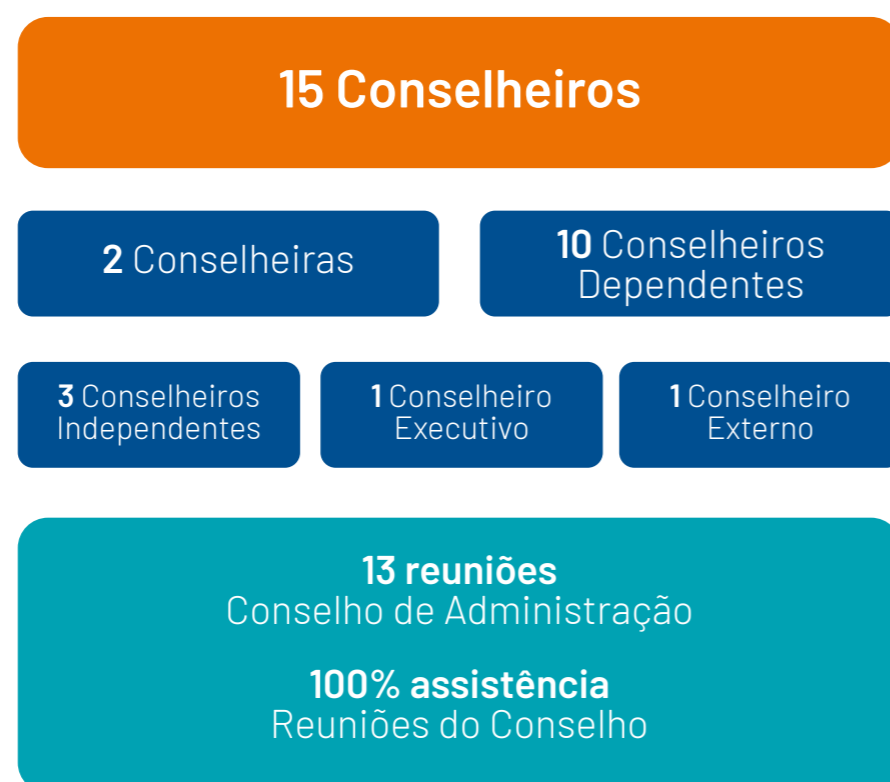 15 Conselheiros
2 Conselheiras
10 Conselheiros
Dependentes
3 Conselheiros
Independentes
1 Conselheiro
Executivo
1 Conselheiro
Externo
13 reuniões
Conselho de Administração
100% assistência
Reuniões do Conselho